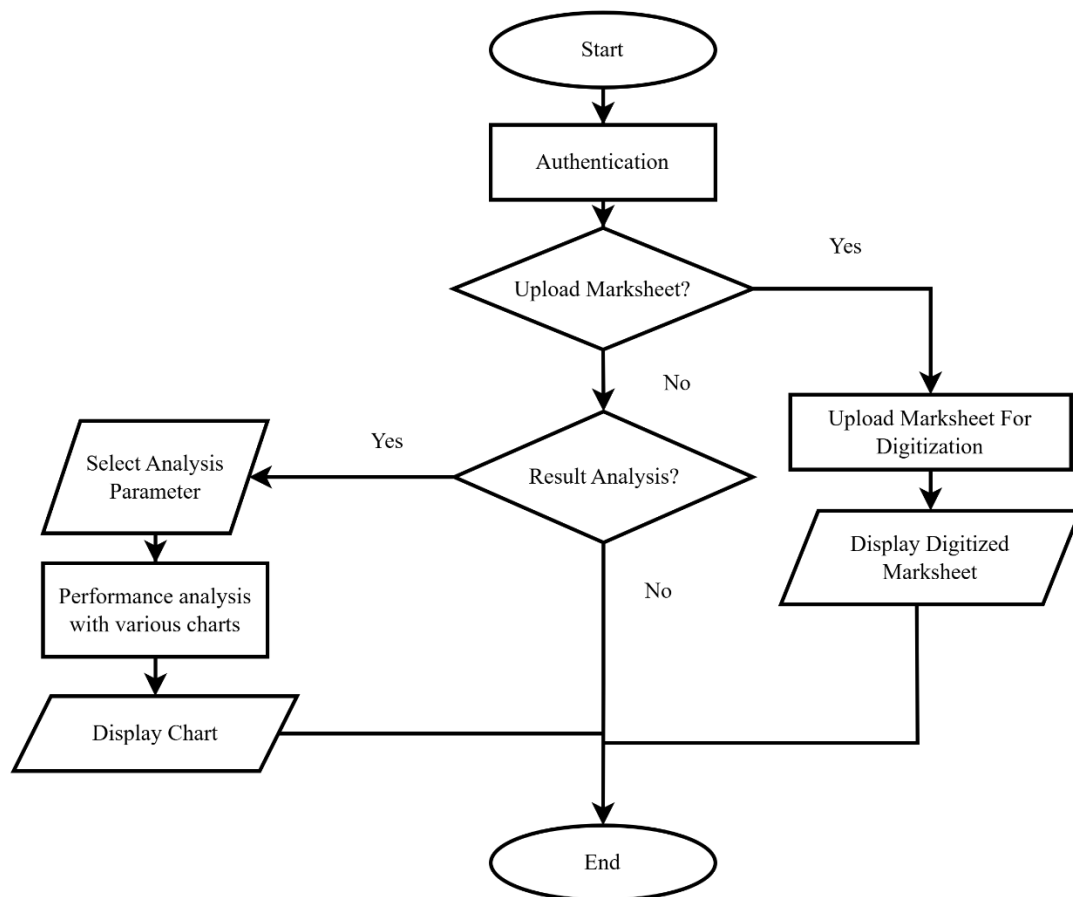 Start
Authentication
Yes
Upload Marksheet?
No
Upload Marksheet For
Digitization
Yes
Select Analysis
Parameter
Result Analysis?
Display Digitized
Marksheet
No
Performance analysis
with various charts
Display Chart
End